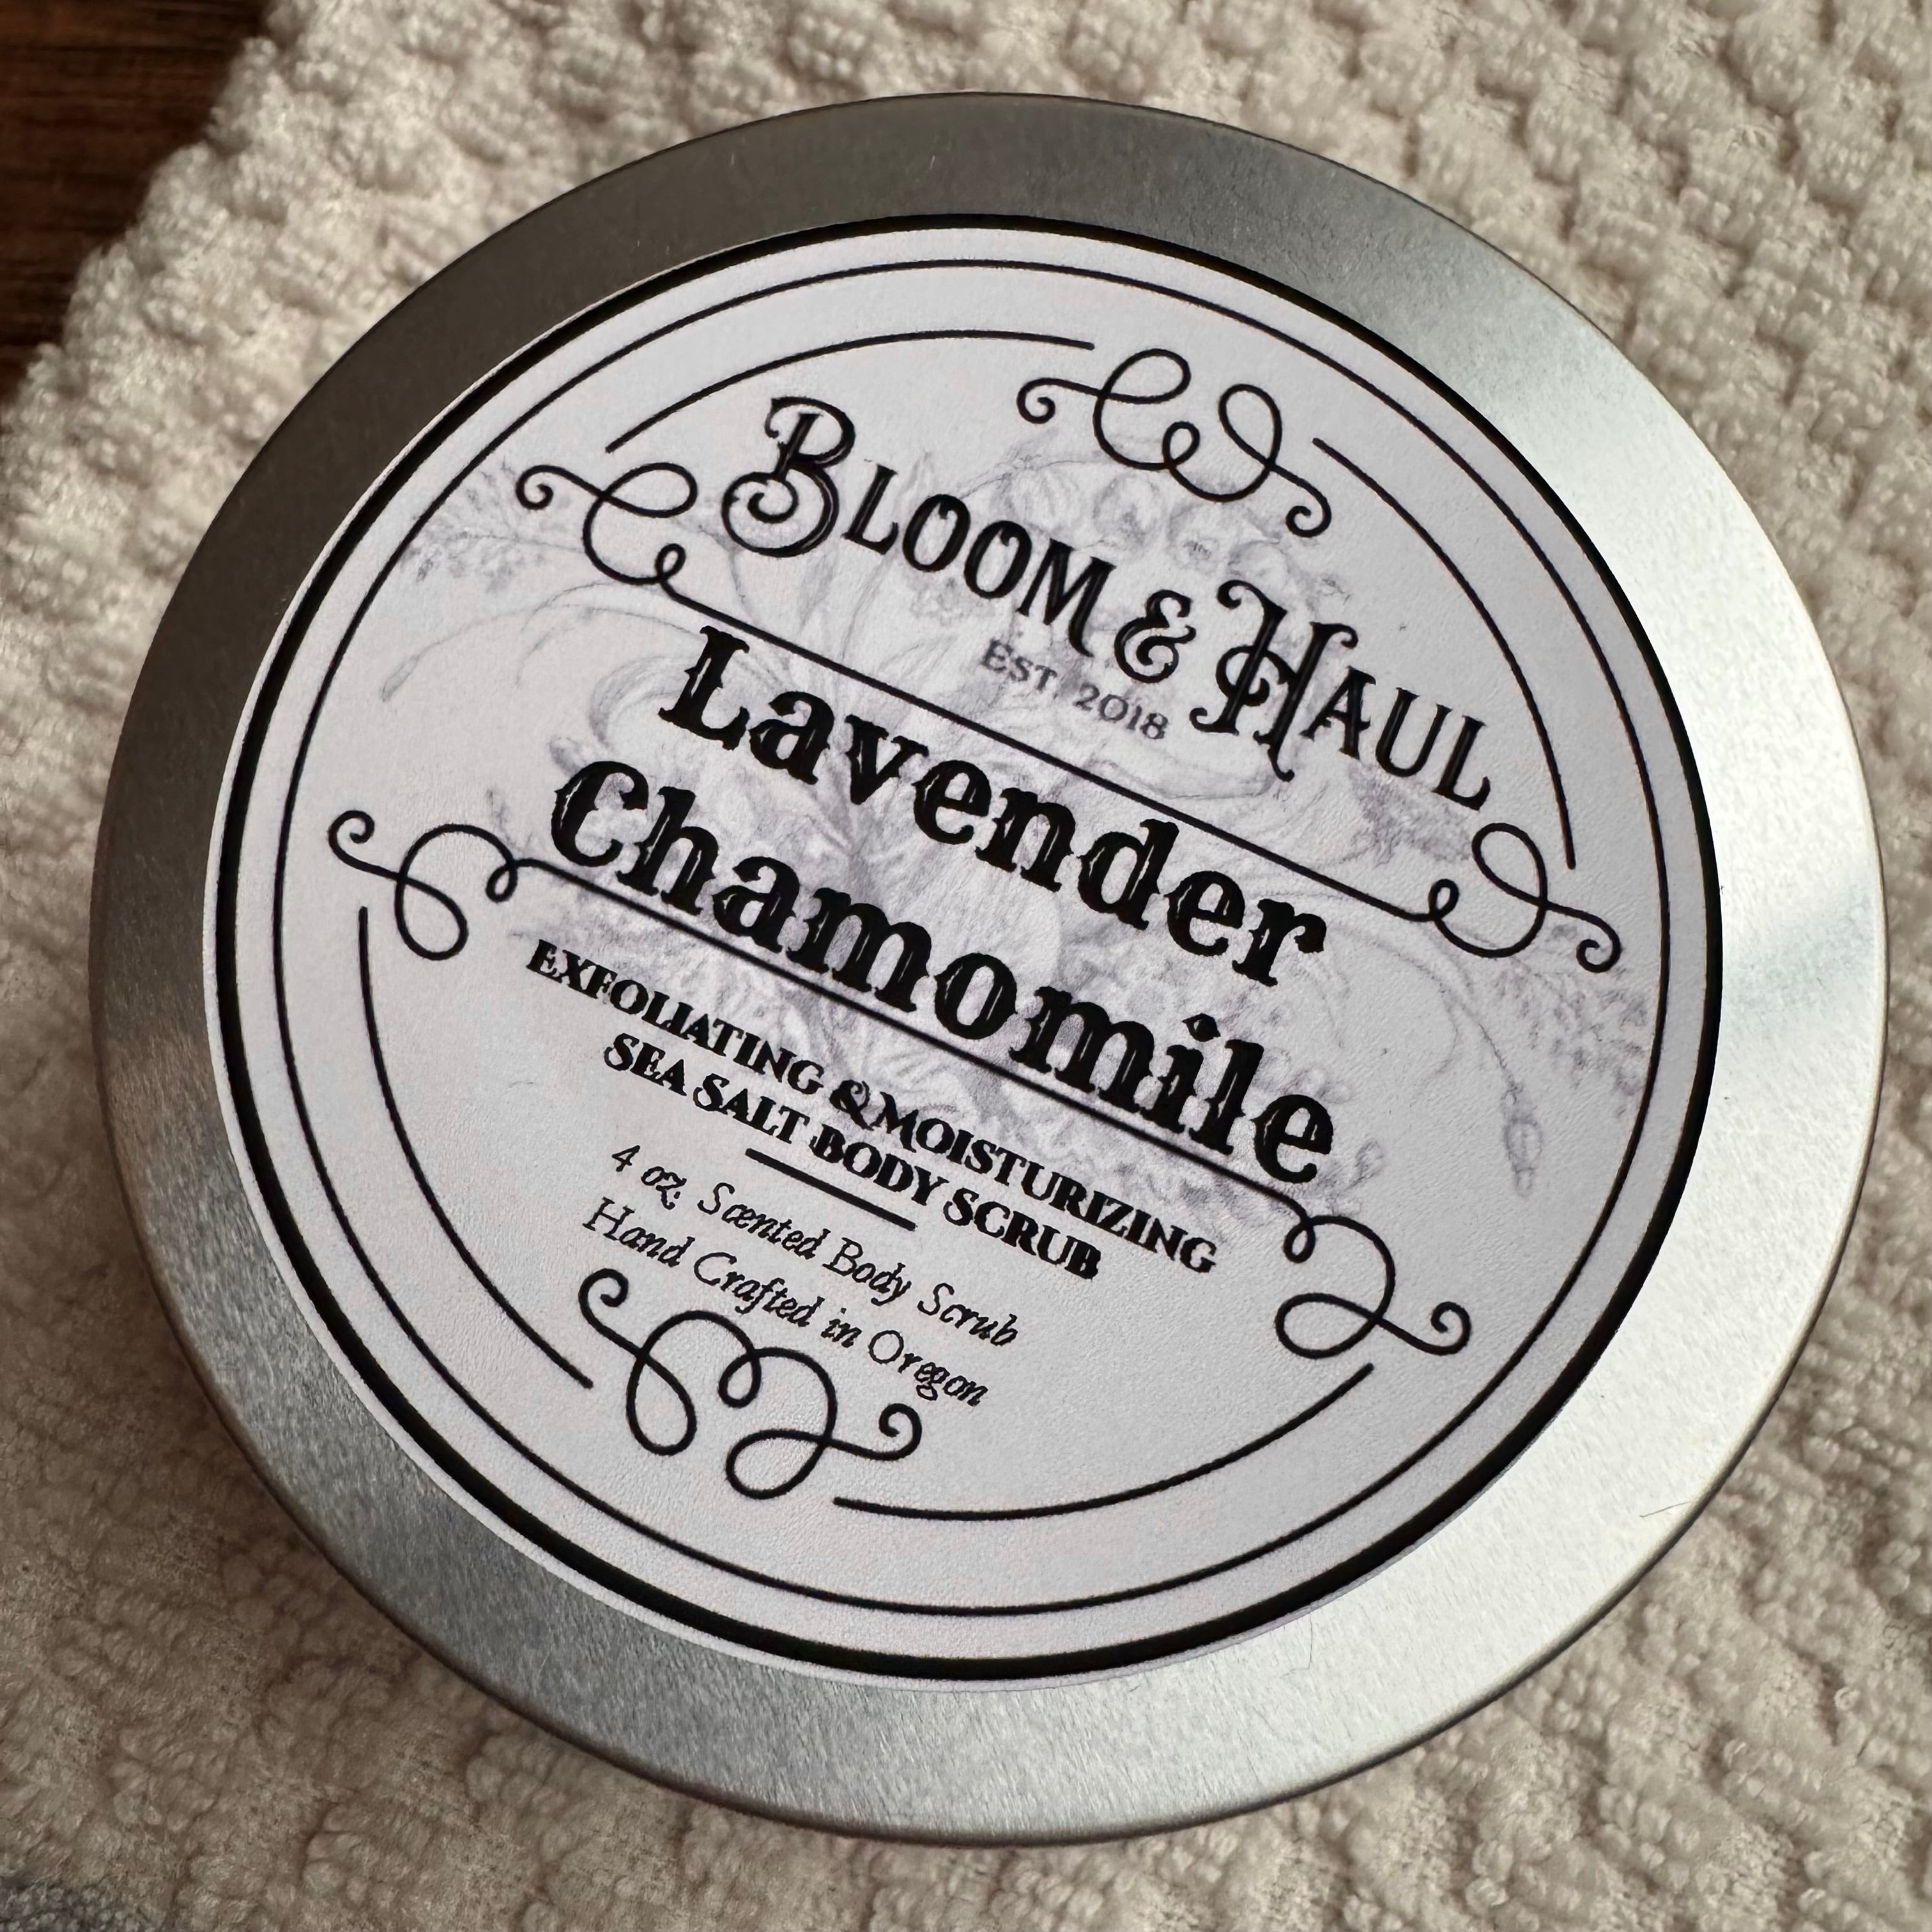 BLOOM & HAUL
EST. 2018
Lavender
Chamomile
EXFOLIATING & MOISTURIZING
SEA SALT BODY SCRUB
4 oz. Scented Body Scrub
Hand Crafted in Oregon